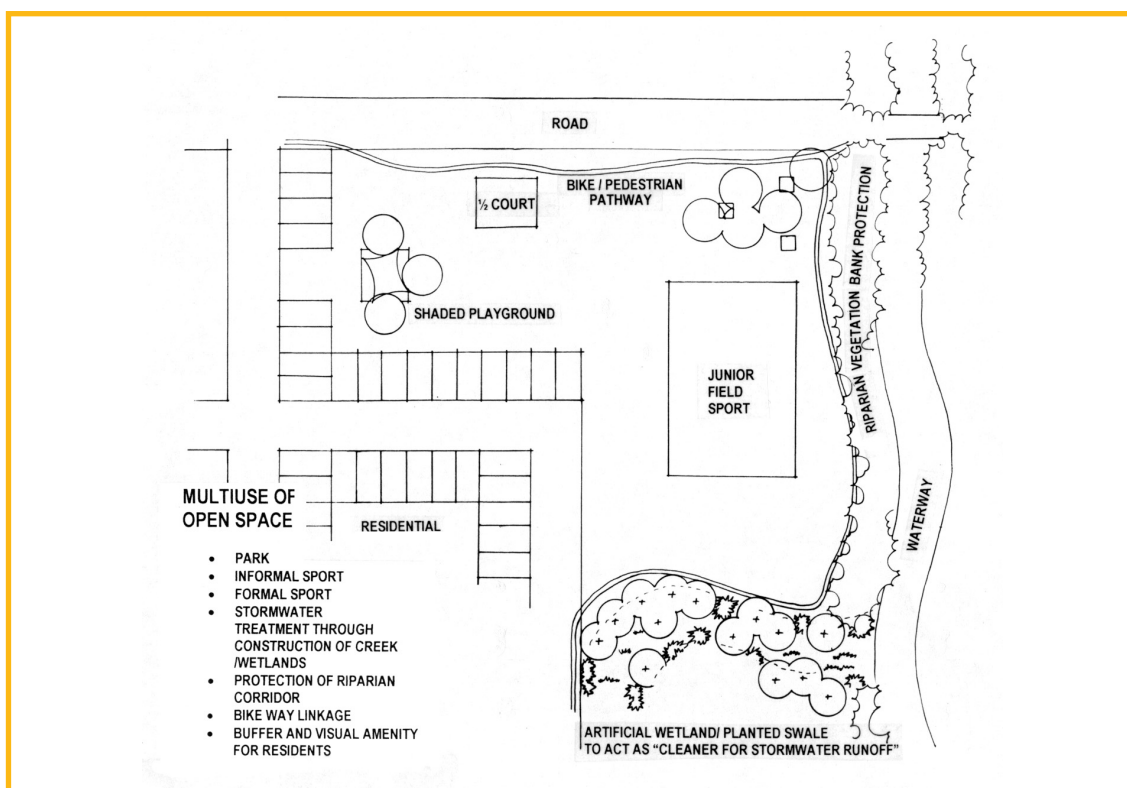 ROAD
BIKE / PEDESTRIAN
PATHWAY
½ COURT
SHADED PLAYGROUND
JUNIOR
FIELD
SPORT
RIPARIAN VEGETATION BANK PROTECTION
WATERWAY
MULTIUSE OF
OPEN SPACE
RESIDENTIAL
• PARK
• INFORMAL SPORT
• FORMAL SPORT
• STORMWATER
TREATMENT THROUGH
CONSTRUCTION OF CREEK
/WETLANDS
• PROTECTION OF RIPARIAN
CORRIDOR
• BIKE WAY LINKAGE
• BUFFER AND VISUAL AMENITY
FOR RESIDENTS
ARTIFICIAL WETLAND/ PLANTED SWALE
TO ACT AS “CLEANER FOR STORMWATER RUNOFF”